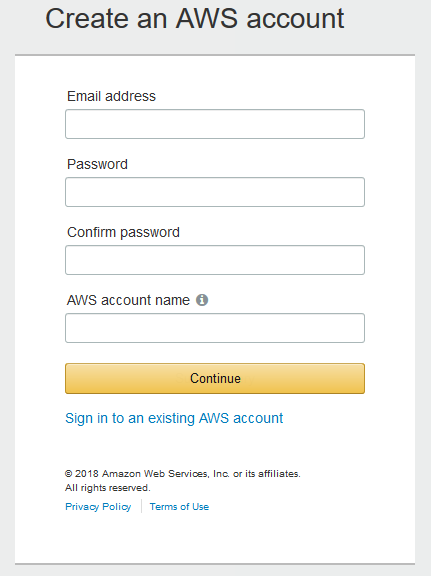 Create an AWS account
Email address
Password
Confirm password
AWS account name
Continue
Sign in to an existing AWS account
© 2018 Amazon Web Services, Inc. or its affiliates.
All rights reserved.
Privacy Policy Terms of Use